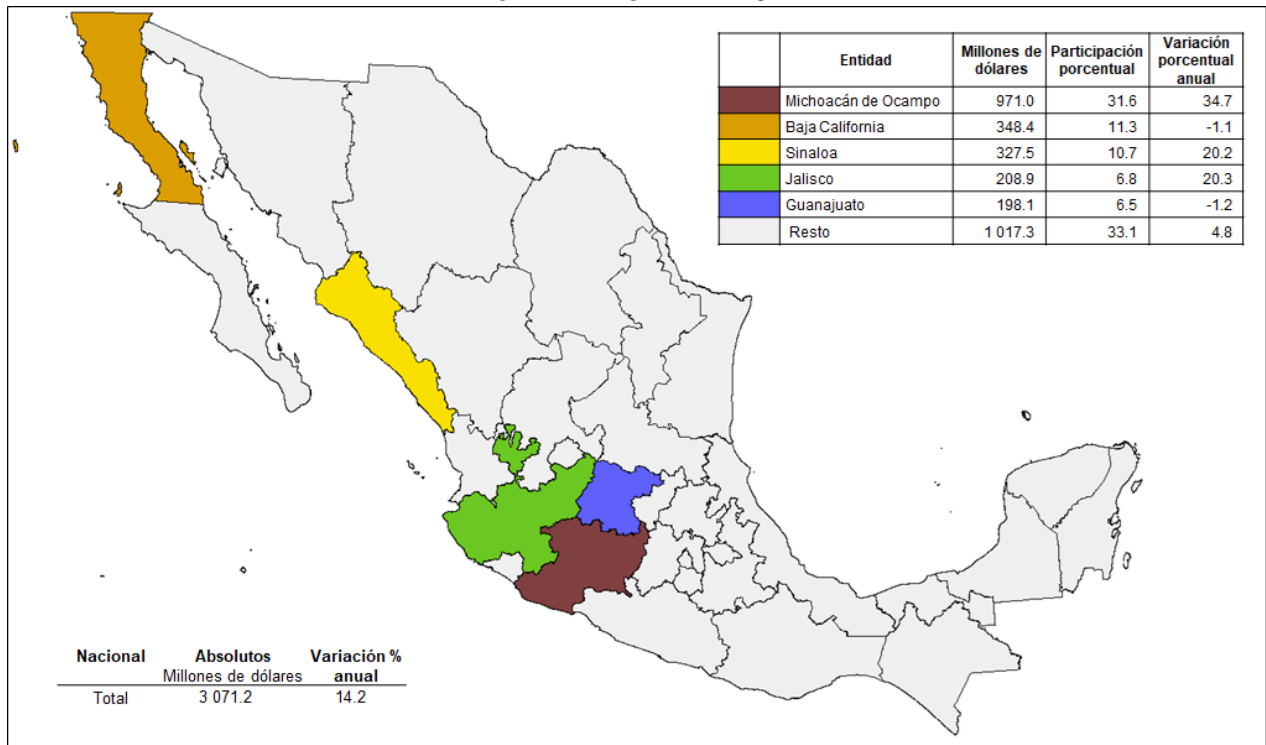 Entidad Millones de dólares Participación porcentual Variación porcentual anual
Michoacán de Ocampo 971.0 31.6 34.7
Baja California 348.4 11.3 -1.1
Sinaloa 327.5 10.7 20.2
Jalisco 208.9 6.8 20.3
Guanajuato 198.1 6.5 -1.2
Resto 1 017.3 33.1 4.8
Nacional Absolutos Variación %
Millones de dólares anual
Total 3 071.2 14.2